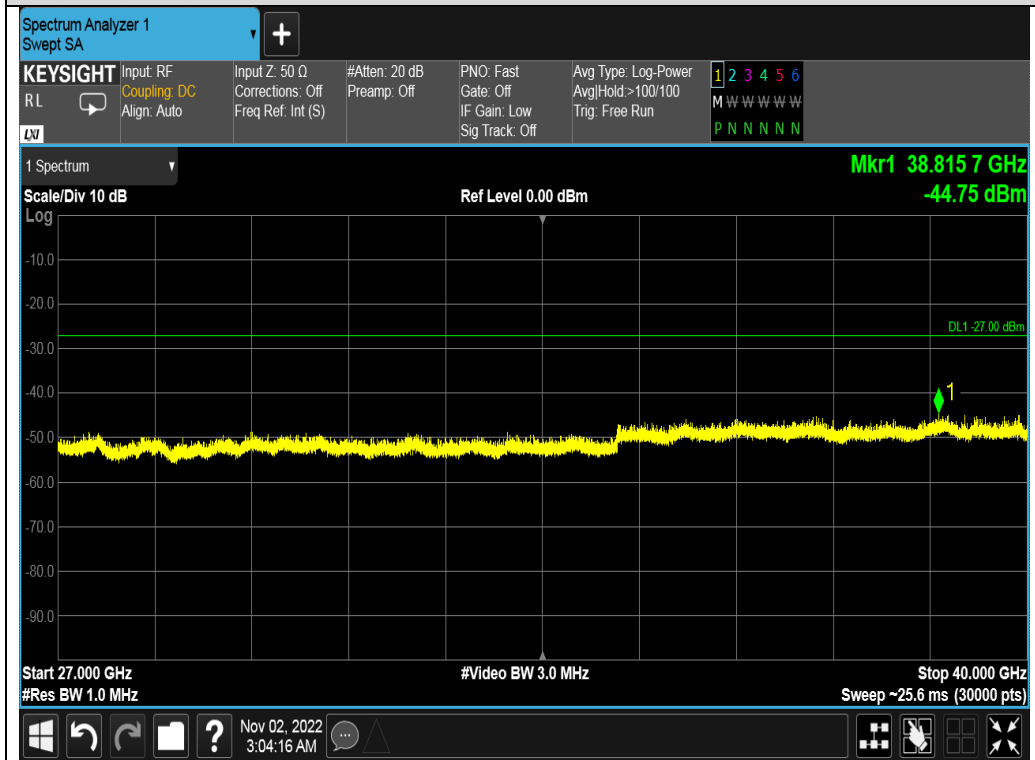 Spectrum Analyzer 1
Swept SA
+
KEYSIGHT
RL
LXI
Input: RF
Coupling: DC
Align: Auto
Input Z: 50 Ω
Corrections: Off
Freq Ref: Int (S)
#Atten: 20 dB
Preamp: Off
PNO: Fast
Gate: Off
IF Gain: Low
Sig Track: Off
Avg Type: Log-Power
Avg|Hold:>100/100
Trig: Free Run
1 2 3 4 5 6
M W W W W W
P N N N N N
1 Spectrum
Mkr1 38.815 7 GHz
-44.75 dBm
Scale/Div 10 dB
Ref Level 0.00 dBm
Log
-10.0
-20.0
DL1 -27.00 dBm
-30.0
-40.0
1
-50.0
-60.0
-70.0
-80.0
-90.0
Start 27.000 GHz
#Video BW 3.0 MHz
Stop 40.000 GHz
#Res BW 1.0 MHz
Sweep ~25.6 ms (30000 pts)
?
Nov 02, 2022
3:04:16 AM